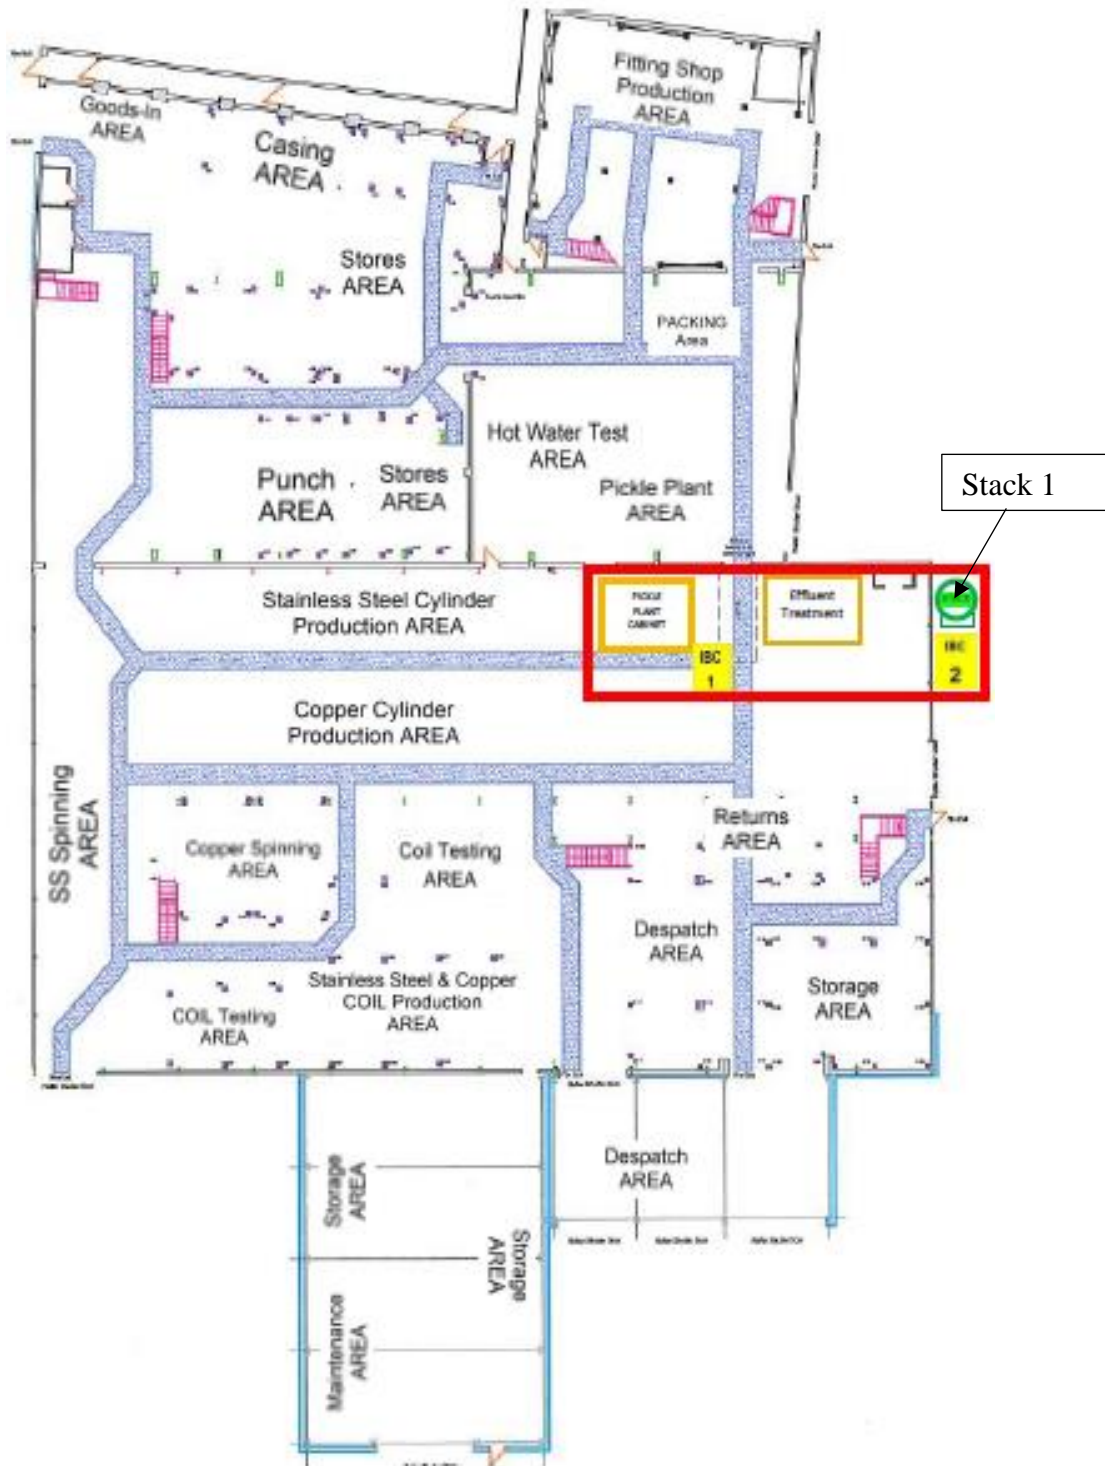 Fitting Shop
Production
AREA
Goods-In
AREA
Casing
AREA
Stores
AREA
PACKING
Area
Hot Water Test
AREA
Punch
AREA
Stores
AREA
Pickle Plant
AREA
Stack 1
Stainless Steel Cylinder
Production AREA
PICKLE
PLANT
CABINET
Effluent
Treatment
IBC
1
IBC
2
Copper Cylinder
Production AREA
SS Spinning
AREA
Copper Spinning
AREA
Coil Testing
AREA
Returns
AREA
Despatch
AREA
Stainless Steel & Copper
COIL Production
AREA
COIL Testing
AREA
Storage
AREA
Despatch
AREA
Storage
AREA
Storage
AREA
Maintenance
AREA